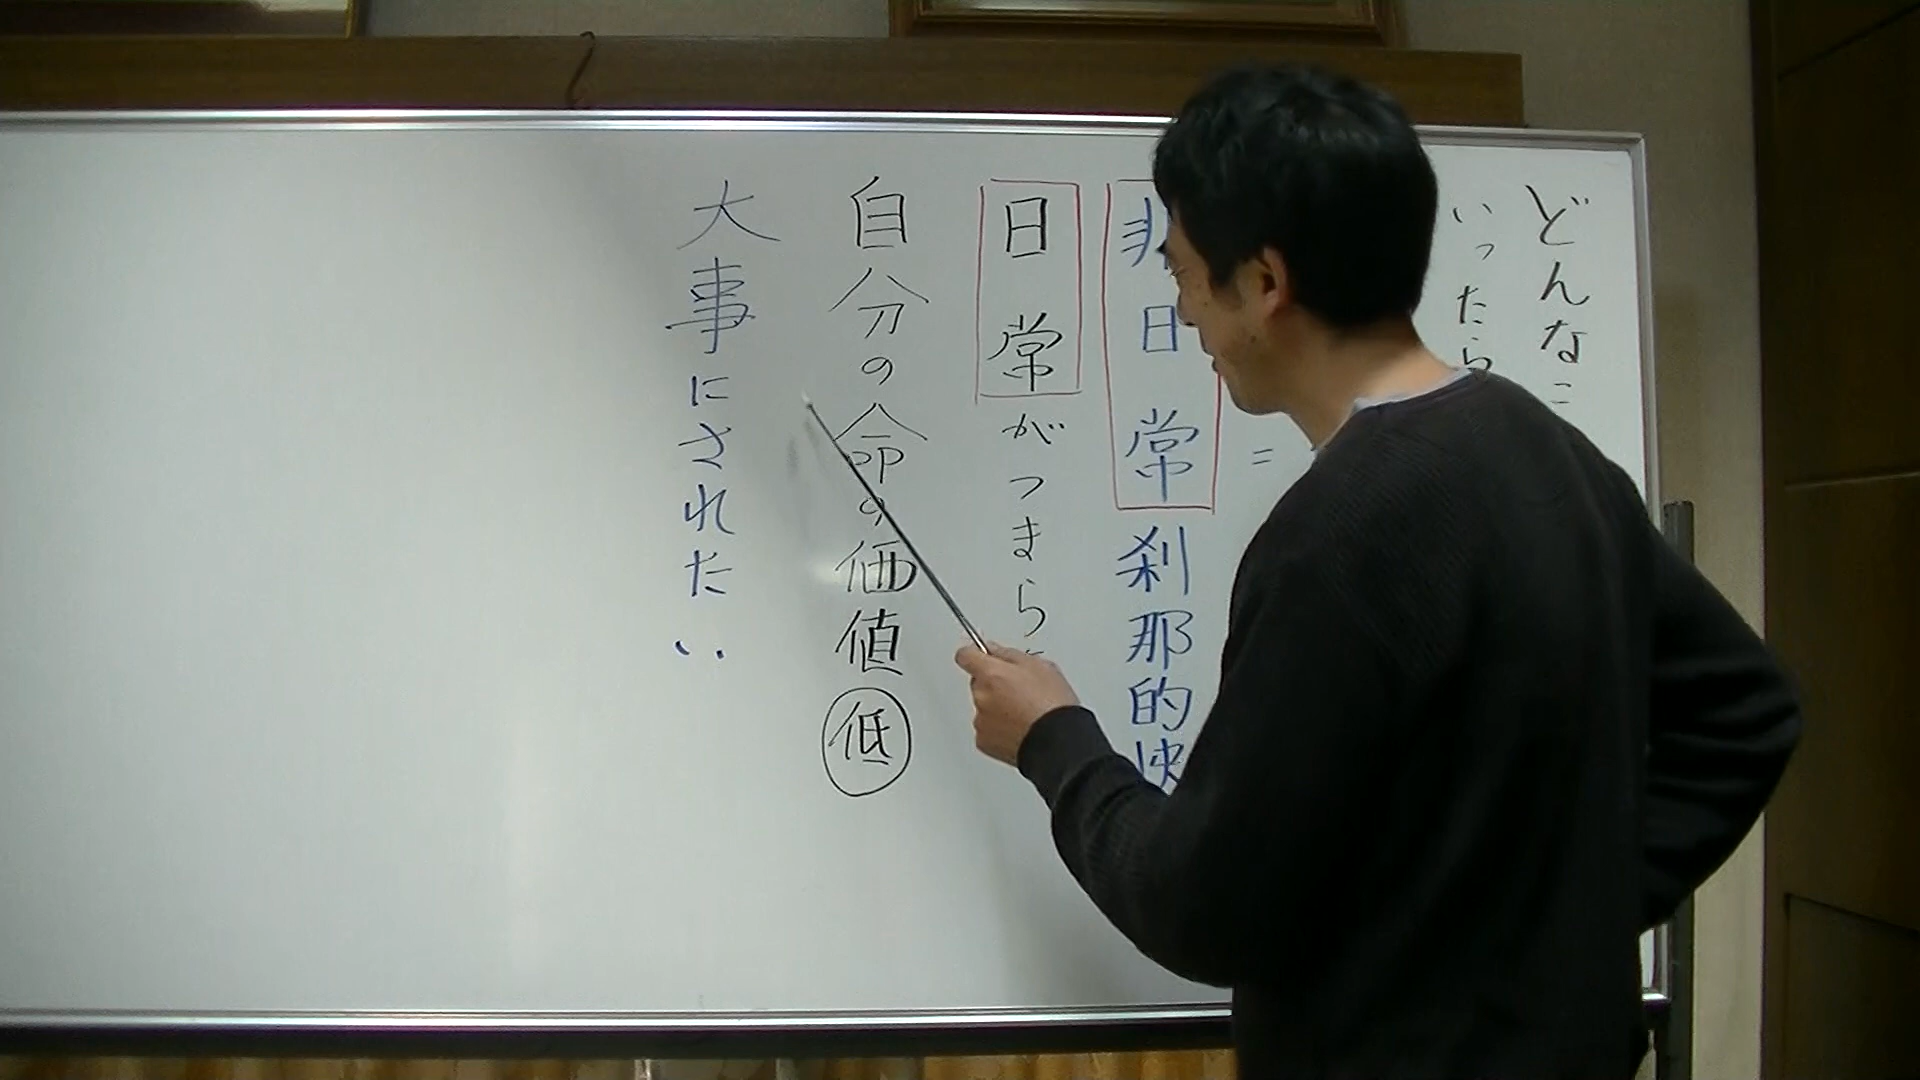 どんなこ
いったら
=
非日常刹那的快
日常がつまら
自分の命の価値低
大事にされたい